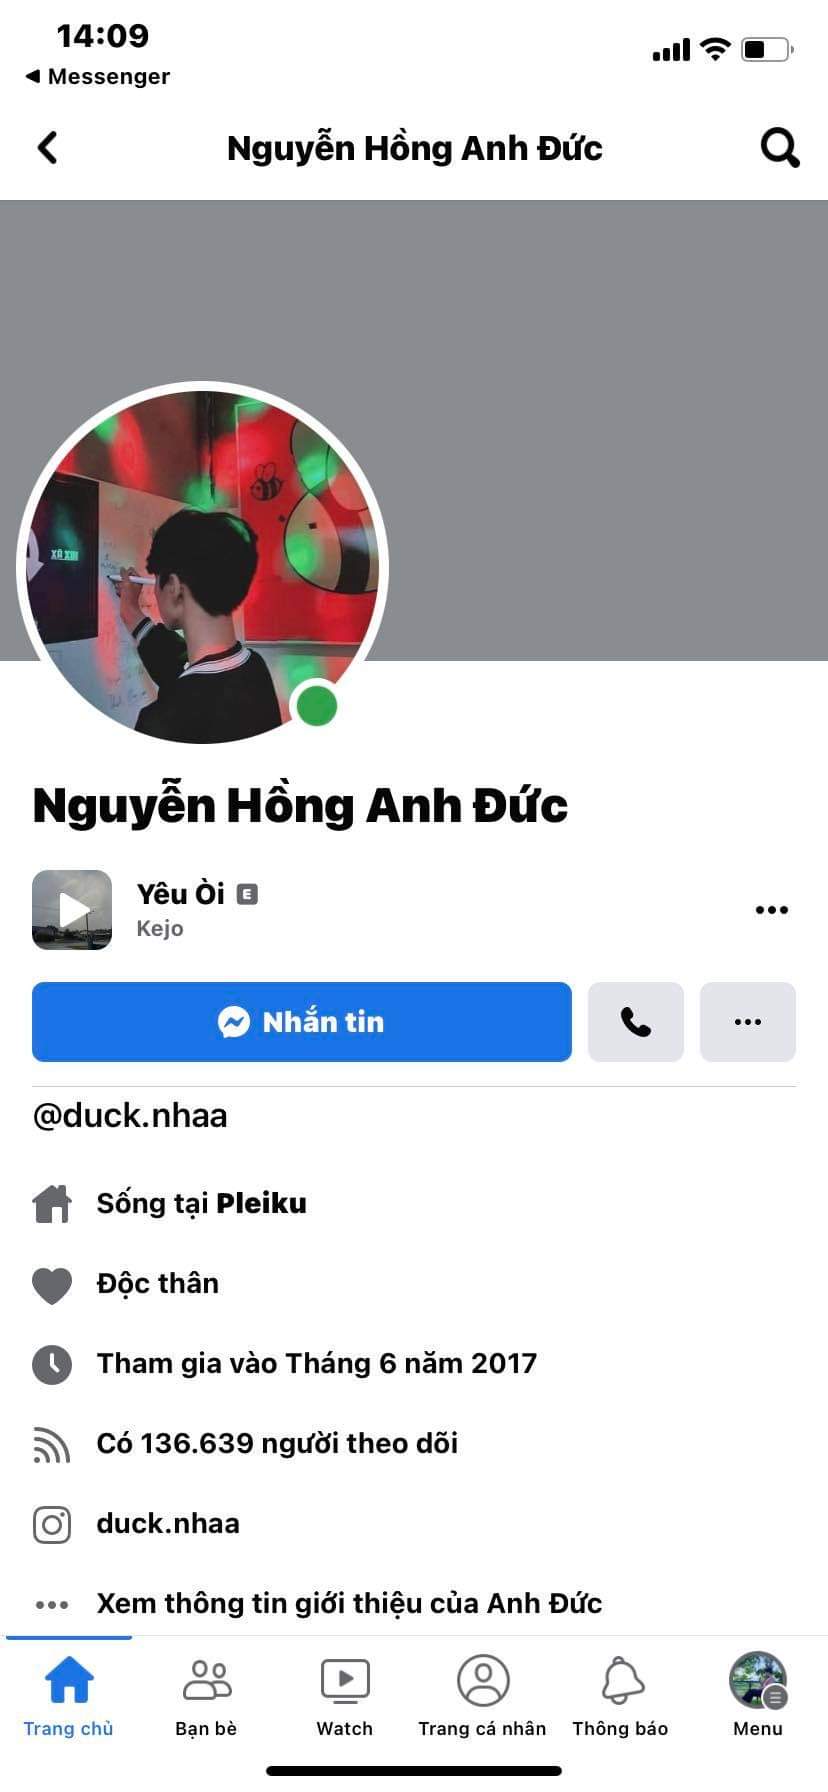 14:09
Messenger
Nguyễn Hồng Anh Đức
XÃ XIII
Nguyễn Hồng Anh Đức
Yêu Òi E
Kejo
Nhắn tin
@duck.nhaa
Sống tại Pleiku
Độc thân
Tham gia vào Tháng 6 năm 2017
Có 136.639 người theo dõi
duck.nhaa
Xem thông tin giới thiệu của Anh Đức
Trang chủ Bạn bè Watch Trang cá nhân Thông báo Menu